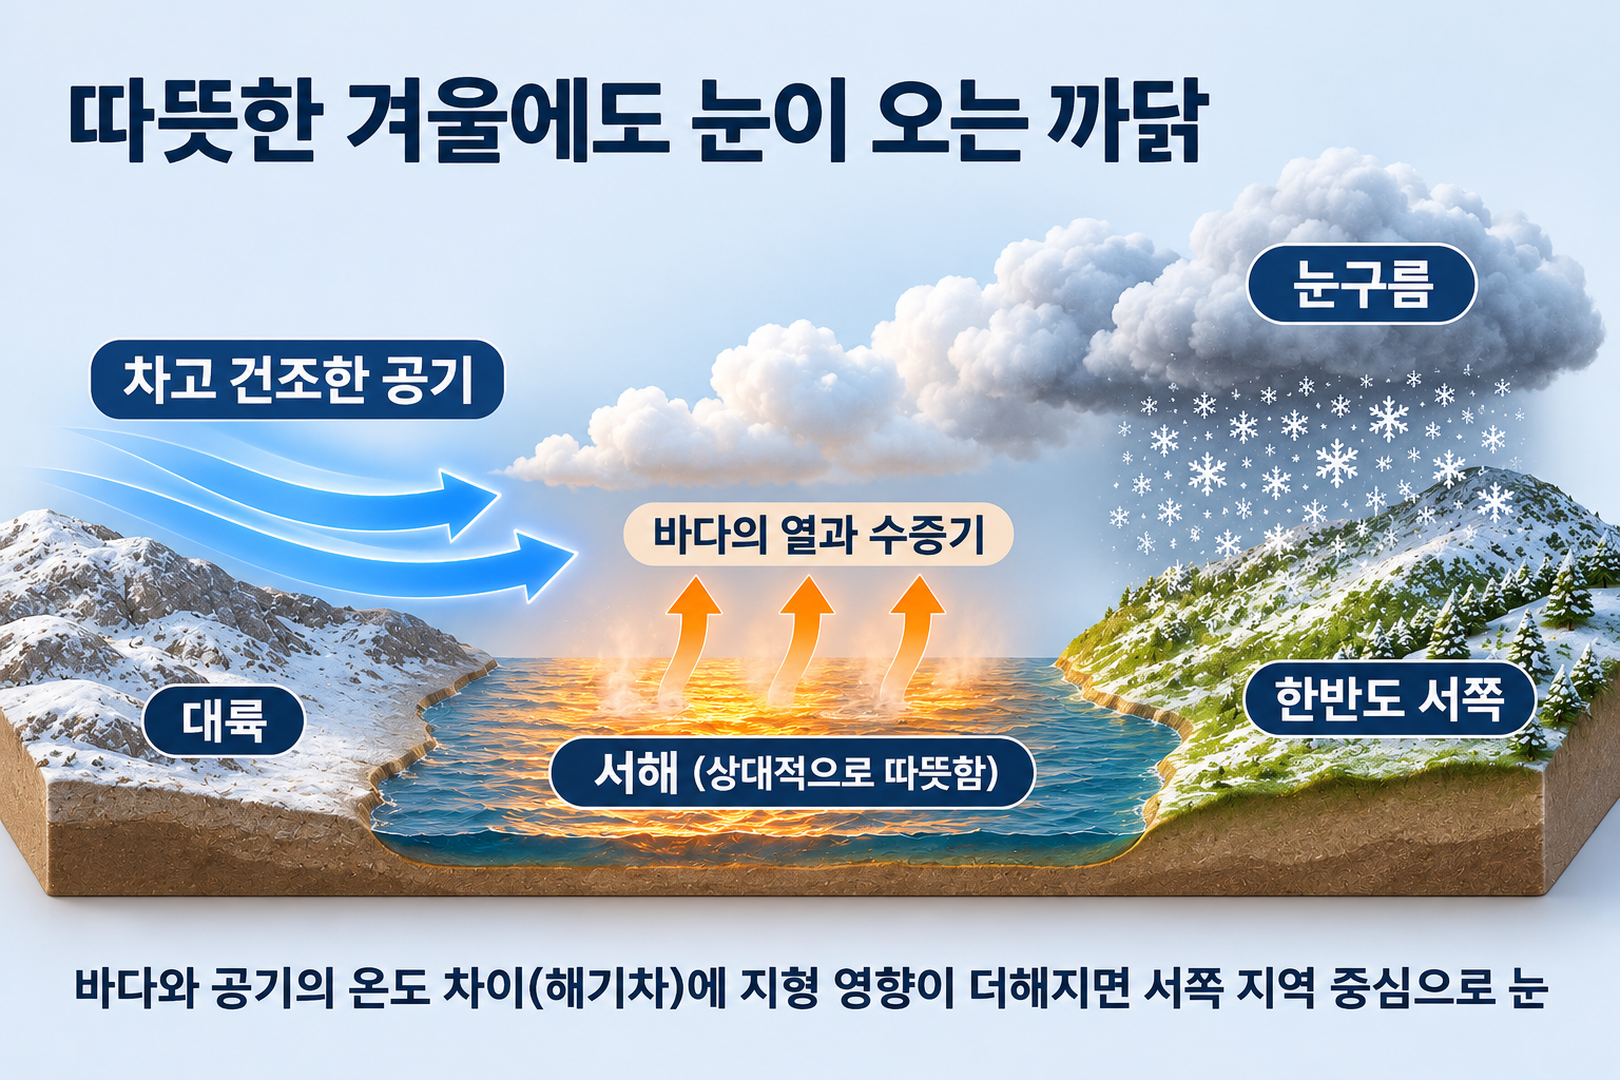 따뜻한 겨울에도 눈이 오는 까닭
눈구름
차고 건조한 공기
바다의 열과 수증기
대륙
한반도 서쪽
서해 (상대적으로 따뜻함)
바다와 공기의 온도 차이(해기차)에 지형 영향이 더해지면 서쪽 지역 중심으로 눈